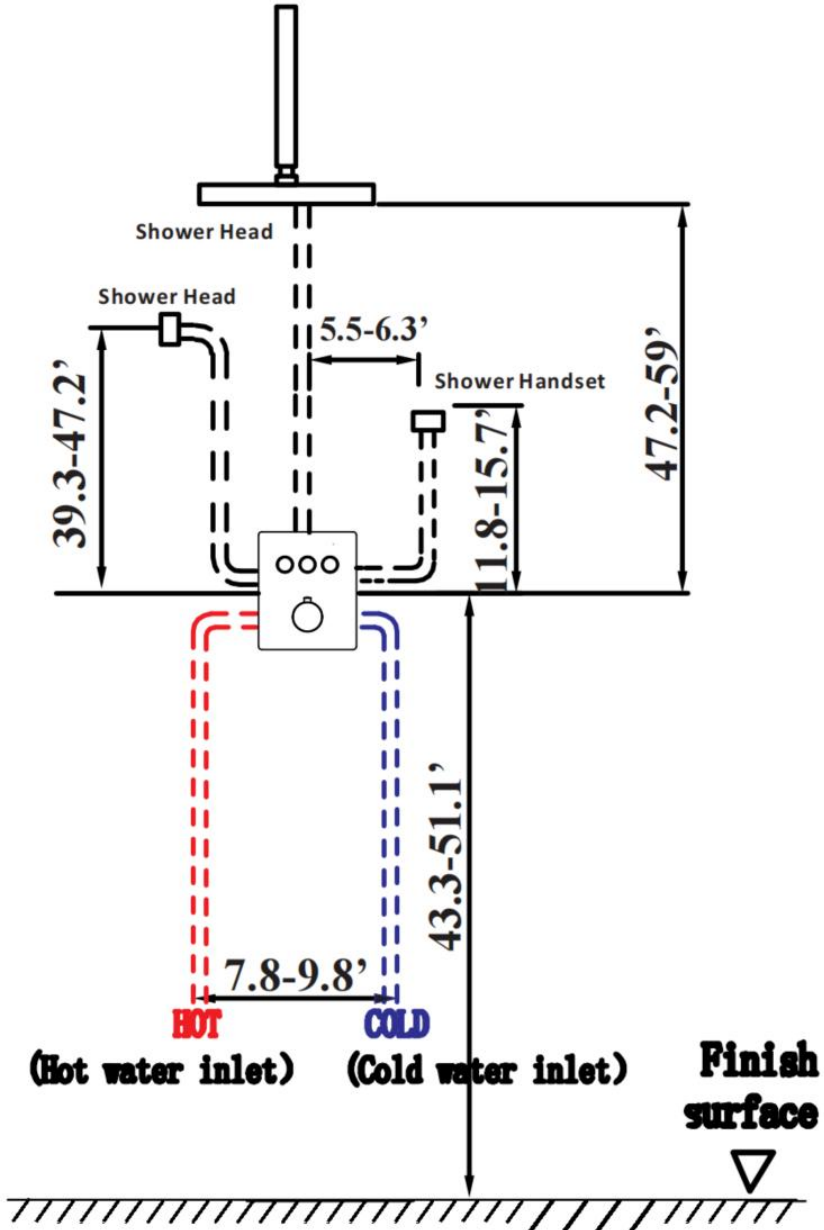 Shower Head
Shower Head
5.5-6.3’
Shower Handset
39.3-47.2’
11.8-15.7’
47.2-59’
43.3-51.1’
7.8-9.8’
HOT
COLD
(Hot water inlet)
(Cold water inlet)
Finish
surface